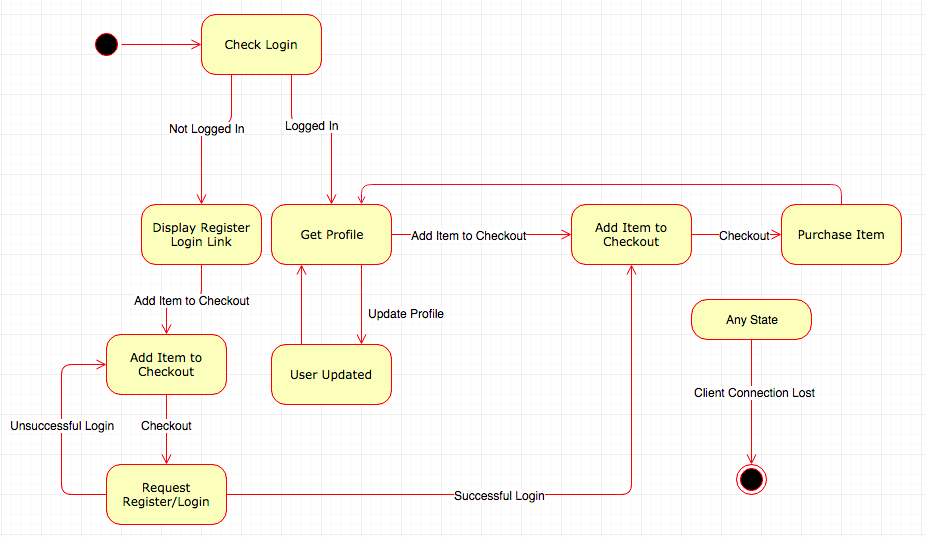 Check Login
Not Logged In
Logged In
Display Register
Login Link
Get Profile
Add Item to Checkout
Add Item to
Checkout
Checkout
Purchase Item
Add Item to Checkout
Update Profile
Any State
Add Item to
Checkout
User Updated
Client Connection Lost
Unsuccessful Login
Checkout
Request
Register/Login
Successful Login